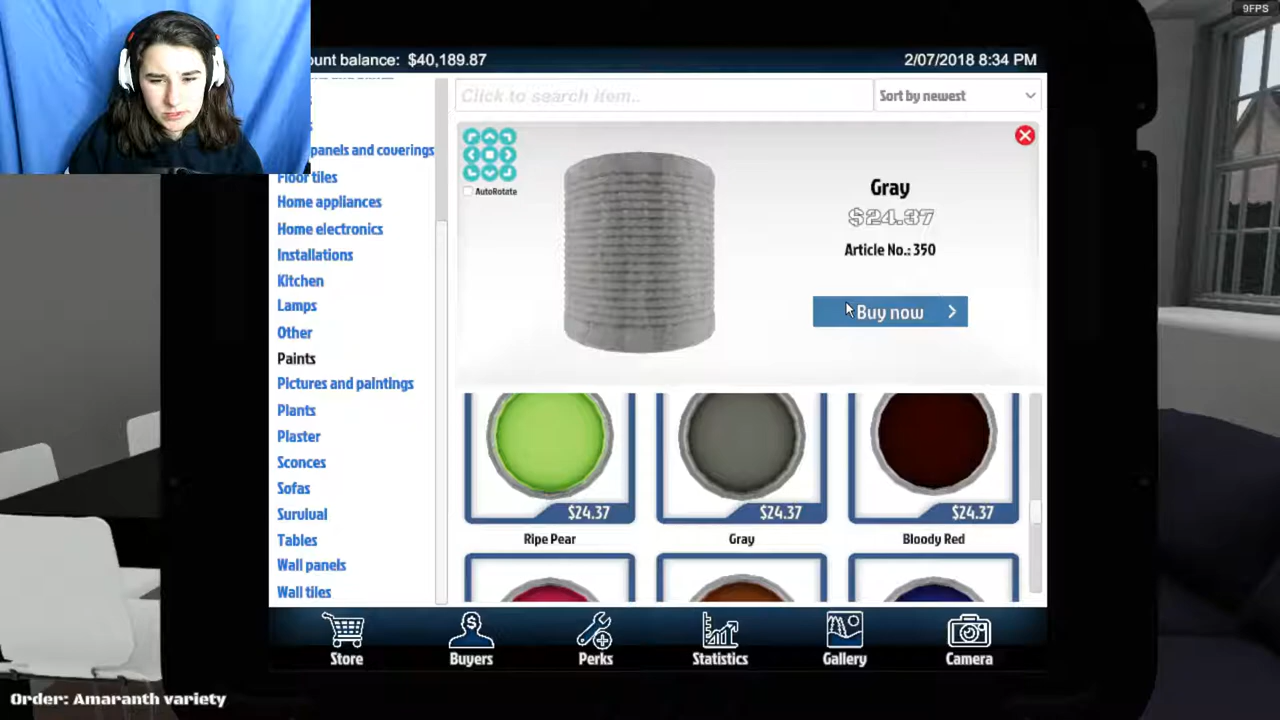 9FPS
ount balance: $40,189.87
2/07/2018 8:34 PM
Click to search item..
Sort by newest
panels and coverings
Floor tiles
Home appliances
Home electronics
Installations
Kitchen
Lamps
Other
Paints
Pictures and paintings
Plants
Plaster
Sconces
Sofas
Survival
Tables
Wall panels
Wall tiles
AutoRotate
Gray
$24.37
Article No.: 350
Buy now
$24.37
$24.37
$24.37
Ripe Pear
Gray
Bloody Red
Store
Buyers
Perks
Statistics
Gallery
Camera
Order: Amaranth variety